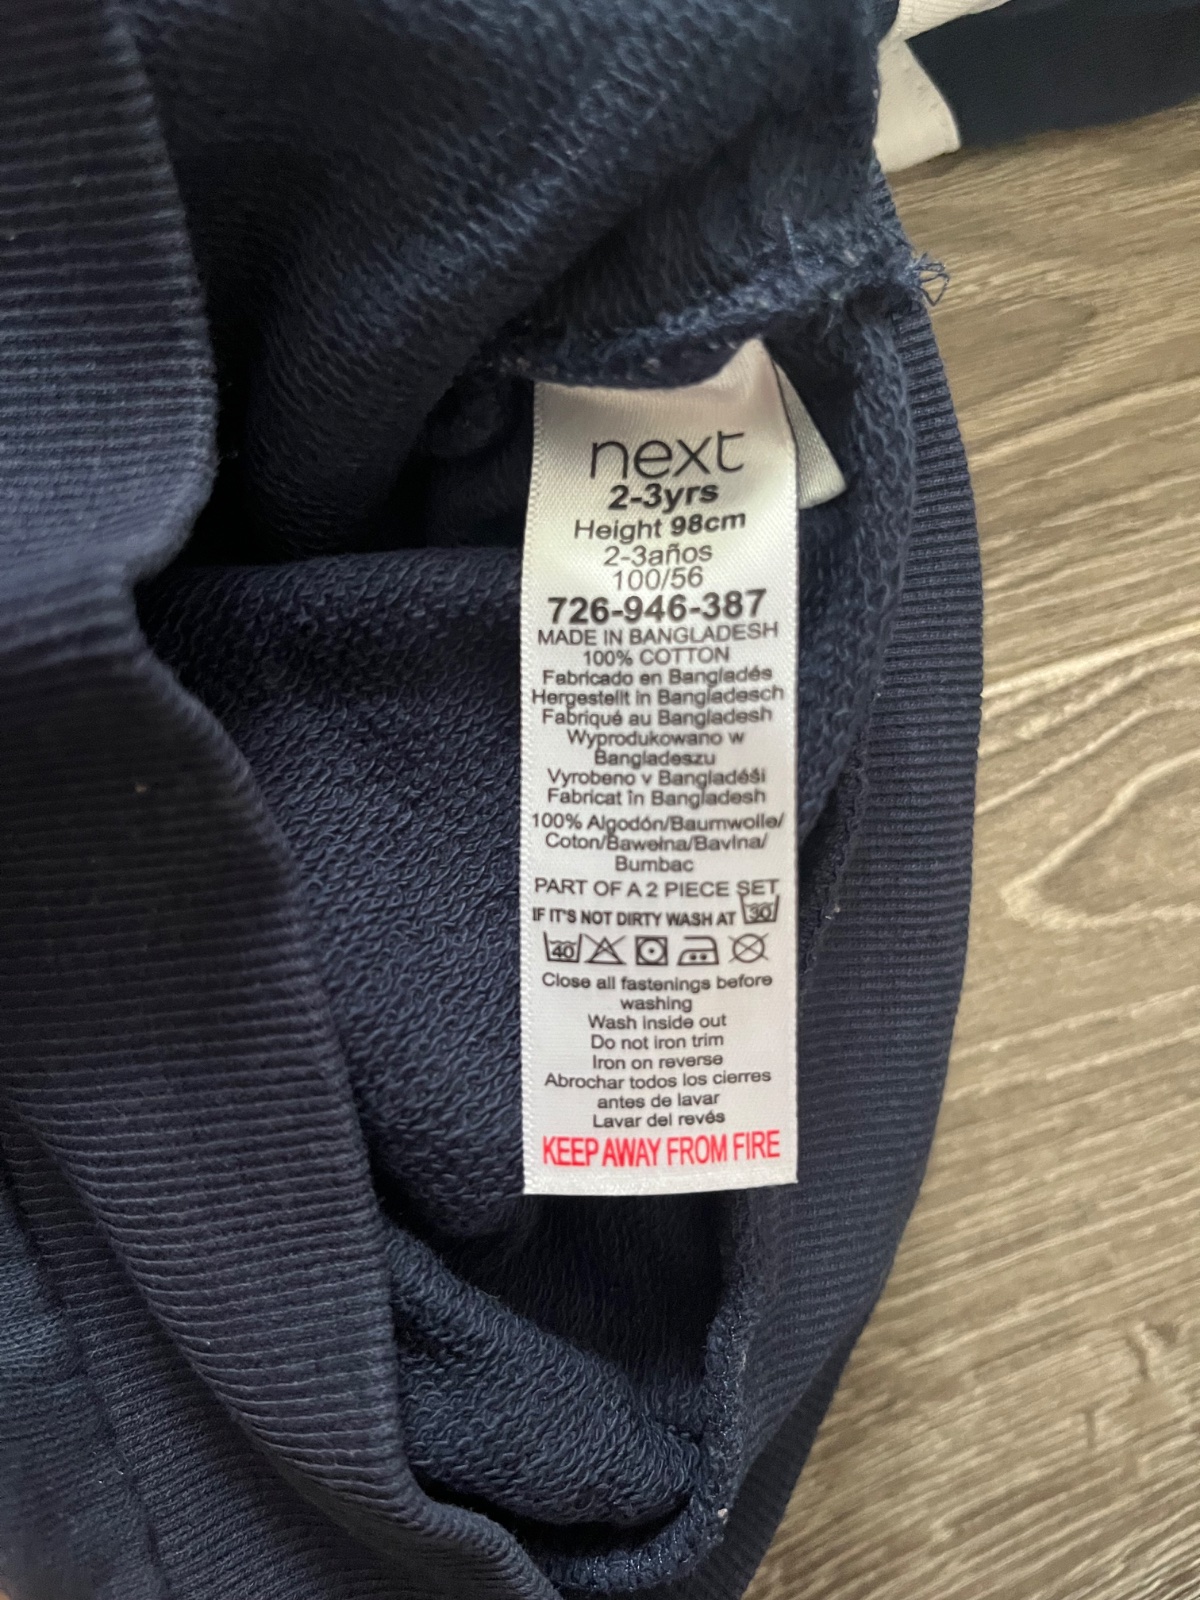 next
2-3yrs
Height 98cm
2-3años
100/56
726-946-387
MADE IN BANGLADESH
100% COTTON
Fabricado en Bangladés
Hergestellt in Bangladesch
Fabriqué au Bangladesh
Wyprodukowano w
Bangladeszu
Vyrobeno v Bangladéši
Fabricat în Bangladesh
100% Algodón/Baumwolle/
Coton/Bawełna/Bavlna/
Bumbac
PART OF A 2 PIECE SET
IF IT'S NOT DIRTY WASH AT 30
40
Close all fastenings before
washing
Wash inside out
Do not iron trim
Iron on reverse
Abrochar todos los cierres
antes de lavar
Lavar del revés
KEEP AWAY FROM FIRE